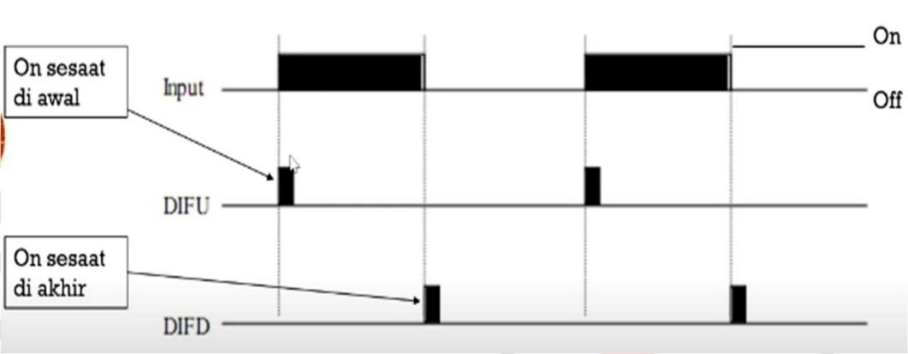 On
On sesaat
di awal
Input
Off
DIFU
On sesaat
di akhir
DIFD